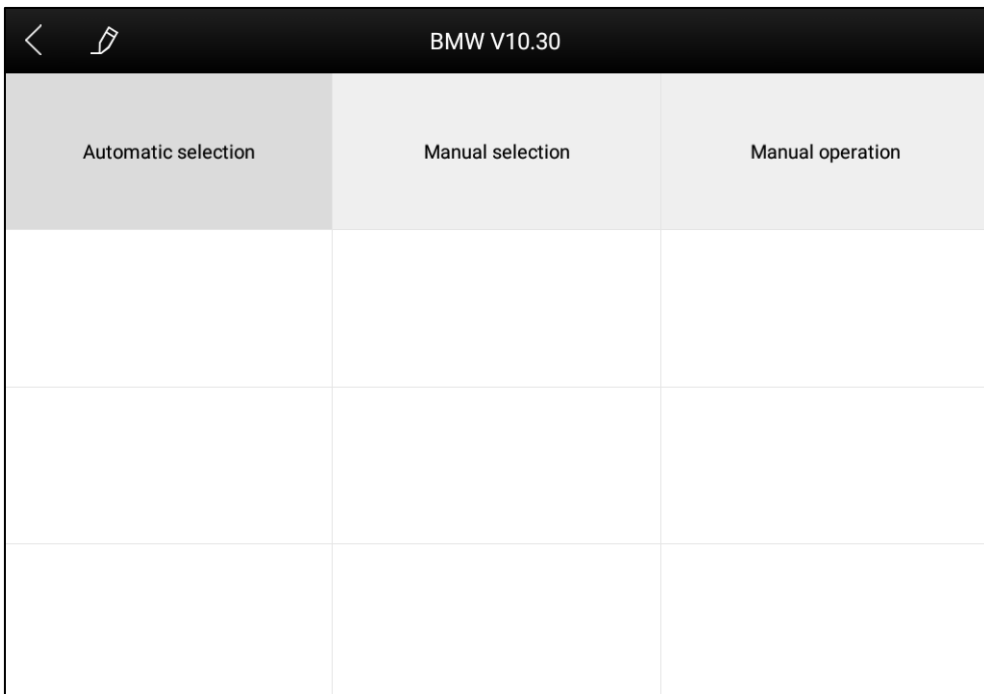 BMW V10.30
Automatic selection
Manual selection
Manual operation